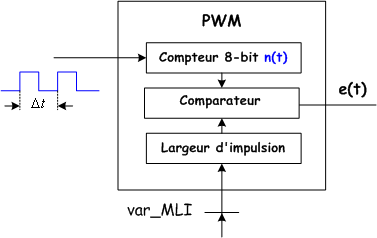 PWM
Compteur 8-bit n(t)
Comparateur
e(t)
Δt
Largeur d'impulsion
var_MLI